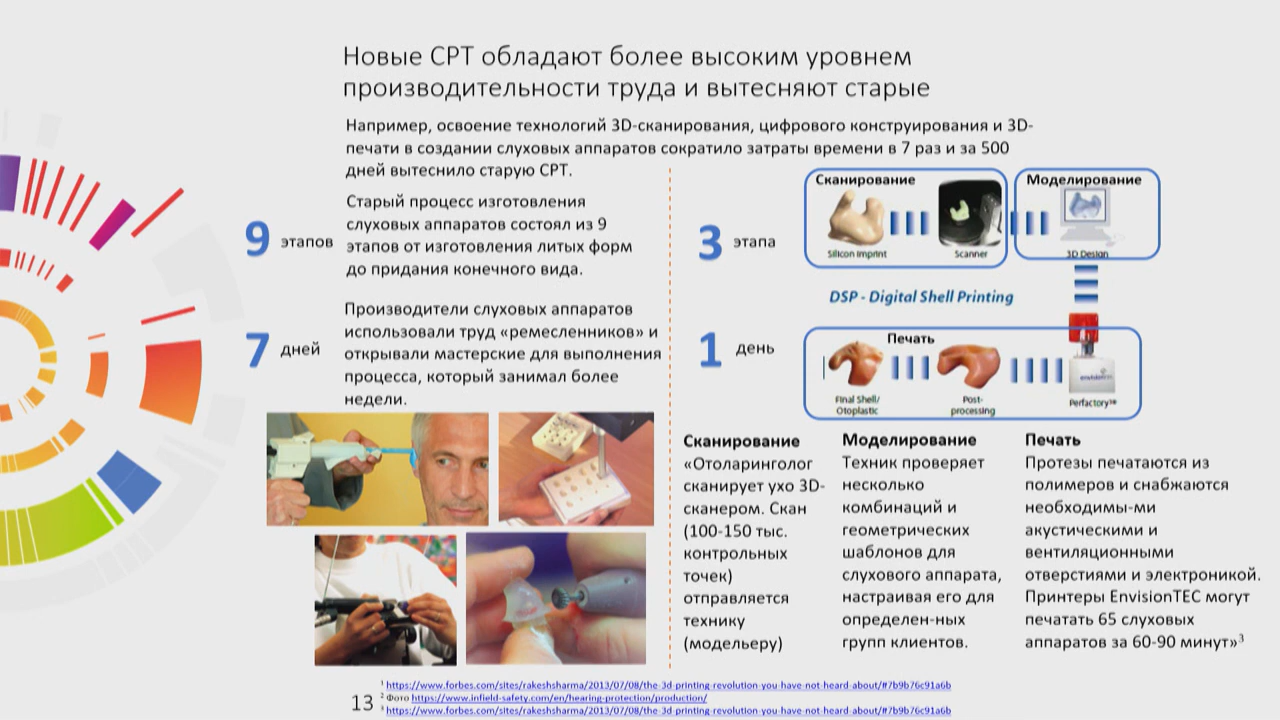 Новые СРТ обладают более высоким уровнем
производительности труда и вытесняют старые
Например, освоение технологий 3D-сканирования, цифрового конструирования и 3D-
печати в создании слуховых аппаратов сократило затраты времени в 7 раз и за 500
дней вытеснило старую СРТ.
9 этапов
Старый процесс изготовления
слуховых аппаратов состоял из 9
этапов от изготовления литых форм
до придания конечного вида.
7 дней
Производители слуховых аппаратов
использовали труд «ремесленников» и
открывали мастерские для выполнения
процесса, который занимал более
недели.
3 этапа
Сканирование
Silicon Imprint
Scanner
Моделирование
3D Design
DSP - Digital Shell Printing
1 день
Печать
Final Shell/
Otoplastic
Post-
processing
Perfactory³®
Сканирование
«Отоларинголог
сканирует ухо 3D-
сканером. Скан
(100-150 тыс.
контрольных
точек)
отправляется
технику
(модельеру)
Моделирование
Техник проверяет
несколько
комбинаций и
геометрических
шаблонов для
слухового аппарата,
настраивая его для
определен-ных
групп клиентов.
Печать
Протезы печатаются из
полимеров и снабжаются
необходимы-ми
акустическими и
вентиляционными
отверстиями и электроникой.
Принтеры EnvisionTEC могут
печатать 65 слуховых
аппаратов за 60-90 минут»³
13
¹ https://www.forbes.com/sites/rakeshsharma/2013/07/08/the-3d-printing-revolution-you-have-not-heard-about/#7b9b76c91a6b
² Фото https://www.infield-safety.com/en/hearing-protection/production/
³ https://www.forbes.com/sites/rakeshsharma/2013/07/08/the-3d-printing-revolution-you-have-not-heard-about/#7b9b76c91a6b